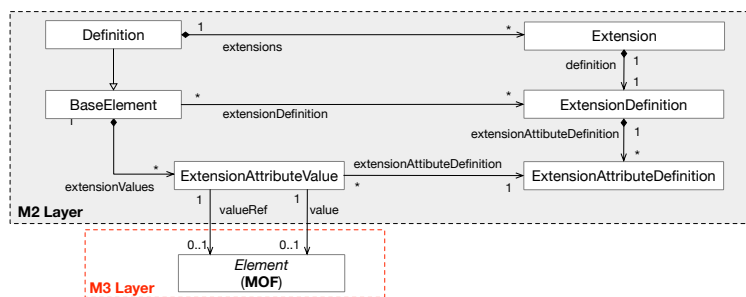 Definition
1
*
extensions
Extension
definition
1
1
BaseElement
*
*
extensionDefinition
ExtensionDefinition
extensionAttibuteDefinition
1
*
extensionValues
*
ExtensionAttributeValue
extensionAttibuteDefinition
*
1
ExtensionAttributeDefinition
M2 Layer
1
valueRef
1
value
0..1
0..1
Element
(MOF)
M3 Layer